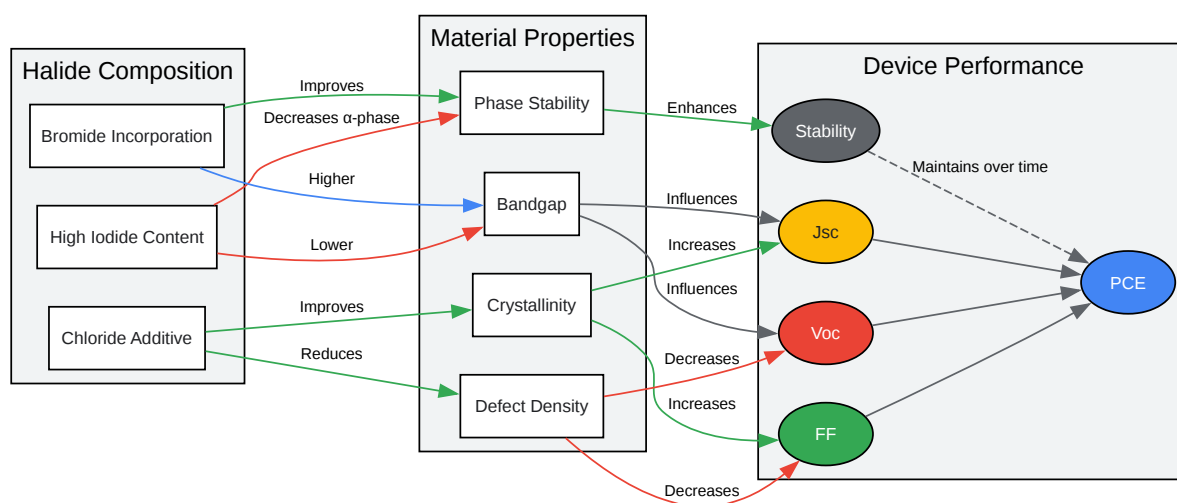 Halide Composition
Bromide Incorporation
High Iodide Content
Chloride Additive
Improves
Decreases α-phase
Higher
Lower
Improves
Reduces
Material Properties
Phase Stability
Bandgap
Crystallinity
Defect Density
Enhances
Influences
Increases
Influences
Decreases
Increases
Decreases
Device Performance
Stability
Maintains over time
Jsc
Voc
FF
PCE